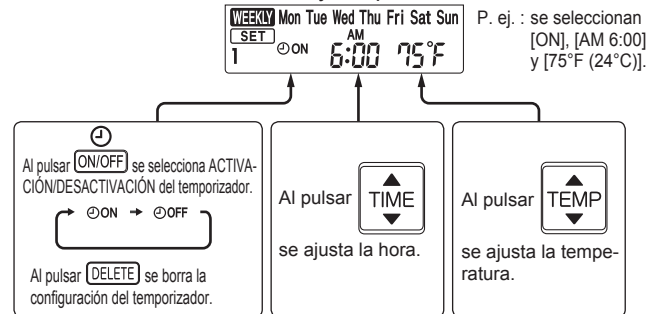 WEEKLY Mon Tue Wed Thu Fri Sat Sun
SET AM
1 ON 6:00 75°F
P. ej. : se seleccionan
[ON], [AM 6:00]
y [75°F (24°C)].
Al pulsar ON/OFF se selecciona ACTIVA-
CIÓN/DESACTIVACIÓN del temporizador.
ON → OFF
Al pulsar DELETE se borra la
configuración del temporizador.
Al pulsar TIME
se ajusta la hora.
Al pulsar TEMP
se ajusta la tempe-
ratura.